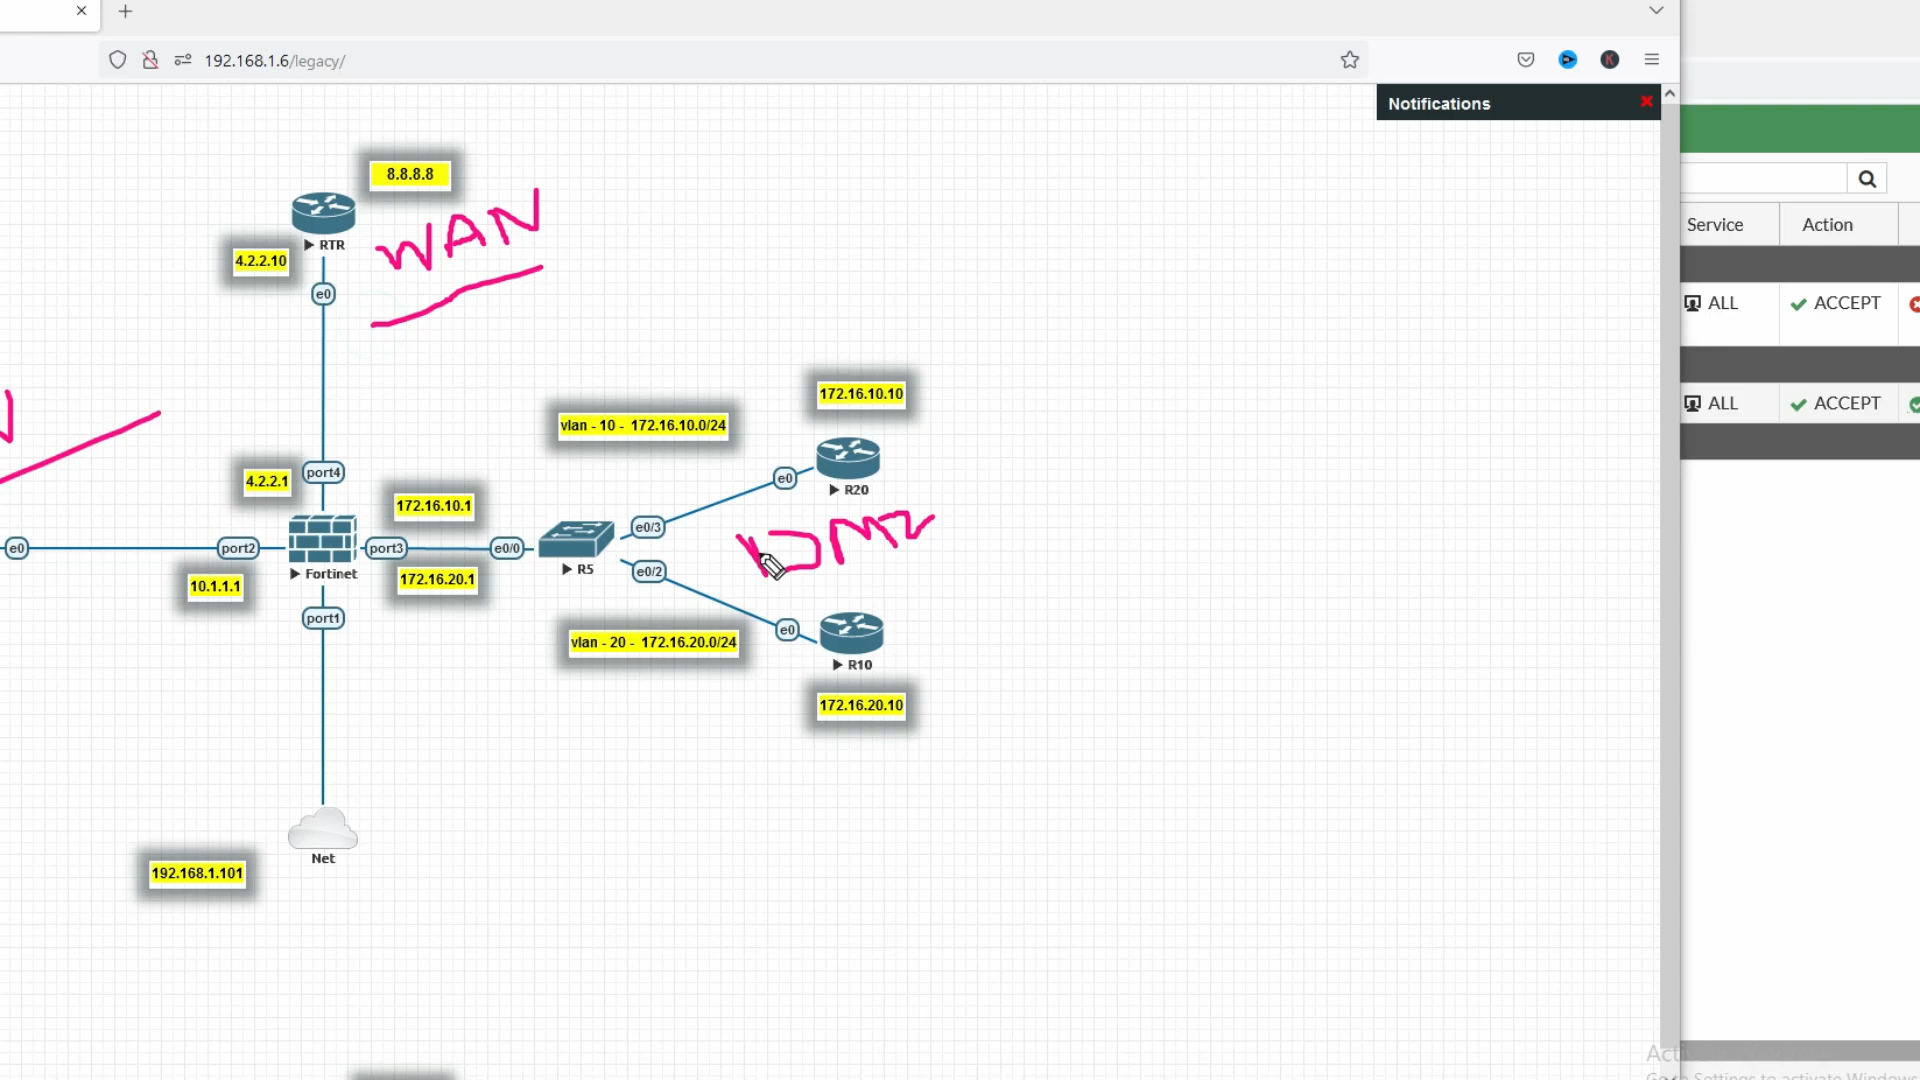 192.168.1.6/legacy/
Notifications
8.8.8.8
WAN
RTR
4.2.2.10
e0
Service
Action
ALL
ACCEPT
ALL
ACCEPT
172.16.10.10
vlan - 10 - 172.16.10.0/24
4.2.2.1
port4
172.16.10.1
e0
R20
e0/3
DMZ
e0
port2
port3
e0/0
Fortinet
R5
e0/2
10.1.1.1
172.16.20.1
port1
vlan - 20 - 172.16.20.0/24
e0
R10
172.16.20.10
Net
192.168.1.101
Settings to activate Windows